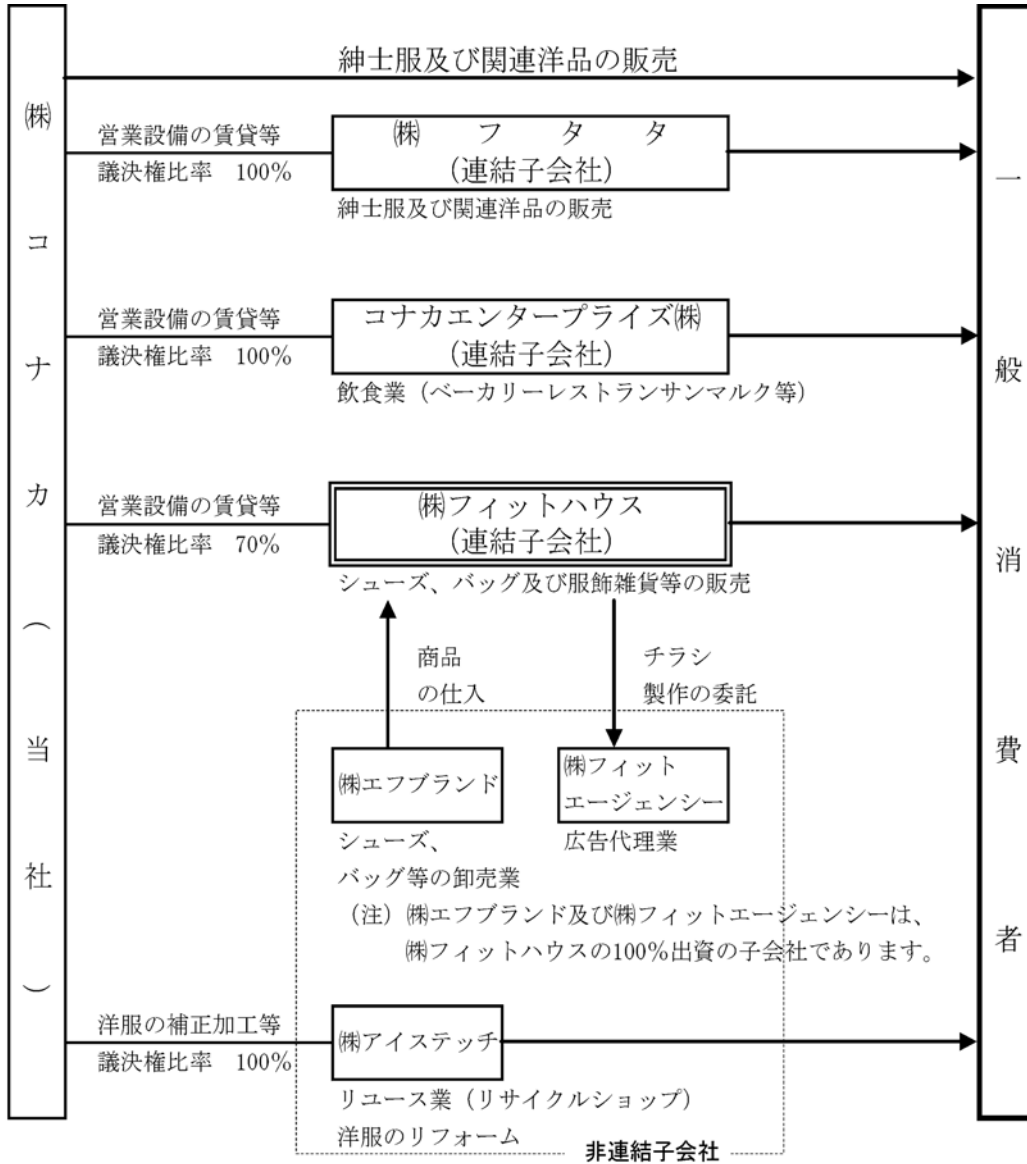 ㈱コナカ（当社）
紳士服及び関連洋品の販売
一般消費者
営業設備の賃貸等
議決権比率　100%
㈱　フ　タ　タ
（連結子会社）
紳士服及び関連洋品の販売
営業設備の賃貸等
議決権比率　100%
コナカエンタープライズ㈱
（連結子会社）
飲食業（ベーカリーレストランサンマルク等）
営業設備の賃貸等
議決権比率　70%
㈱フィットハウス
（連結子会社）
シューズ、バッグ及び服飾雑貨等の販売
商品
の仕入
チラシ
製作の委託
㈱エフブランド
シューズ、
バッグ等の卸売業
㈱フィット
エージェンシー
広告代理業
（注）㈱エフブランド及び㈱フィットエージェンシーは、
㈱フィットハウスの100%出資の子会社であります。
洋服の補正加工等
議決権比率　100%
㈱アイステッチ
リユース業（リサイクルショップ）
洋服のリフォーム
非連結子会社